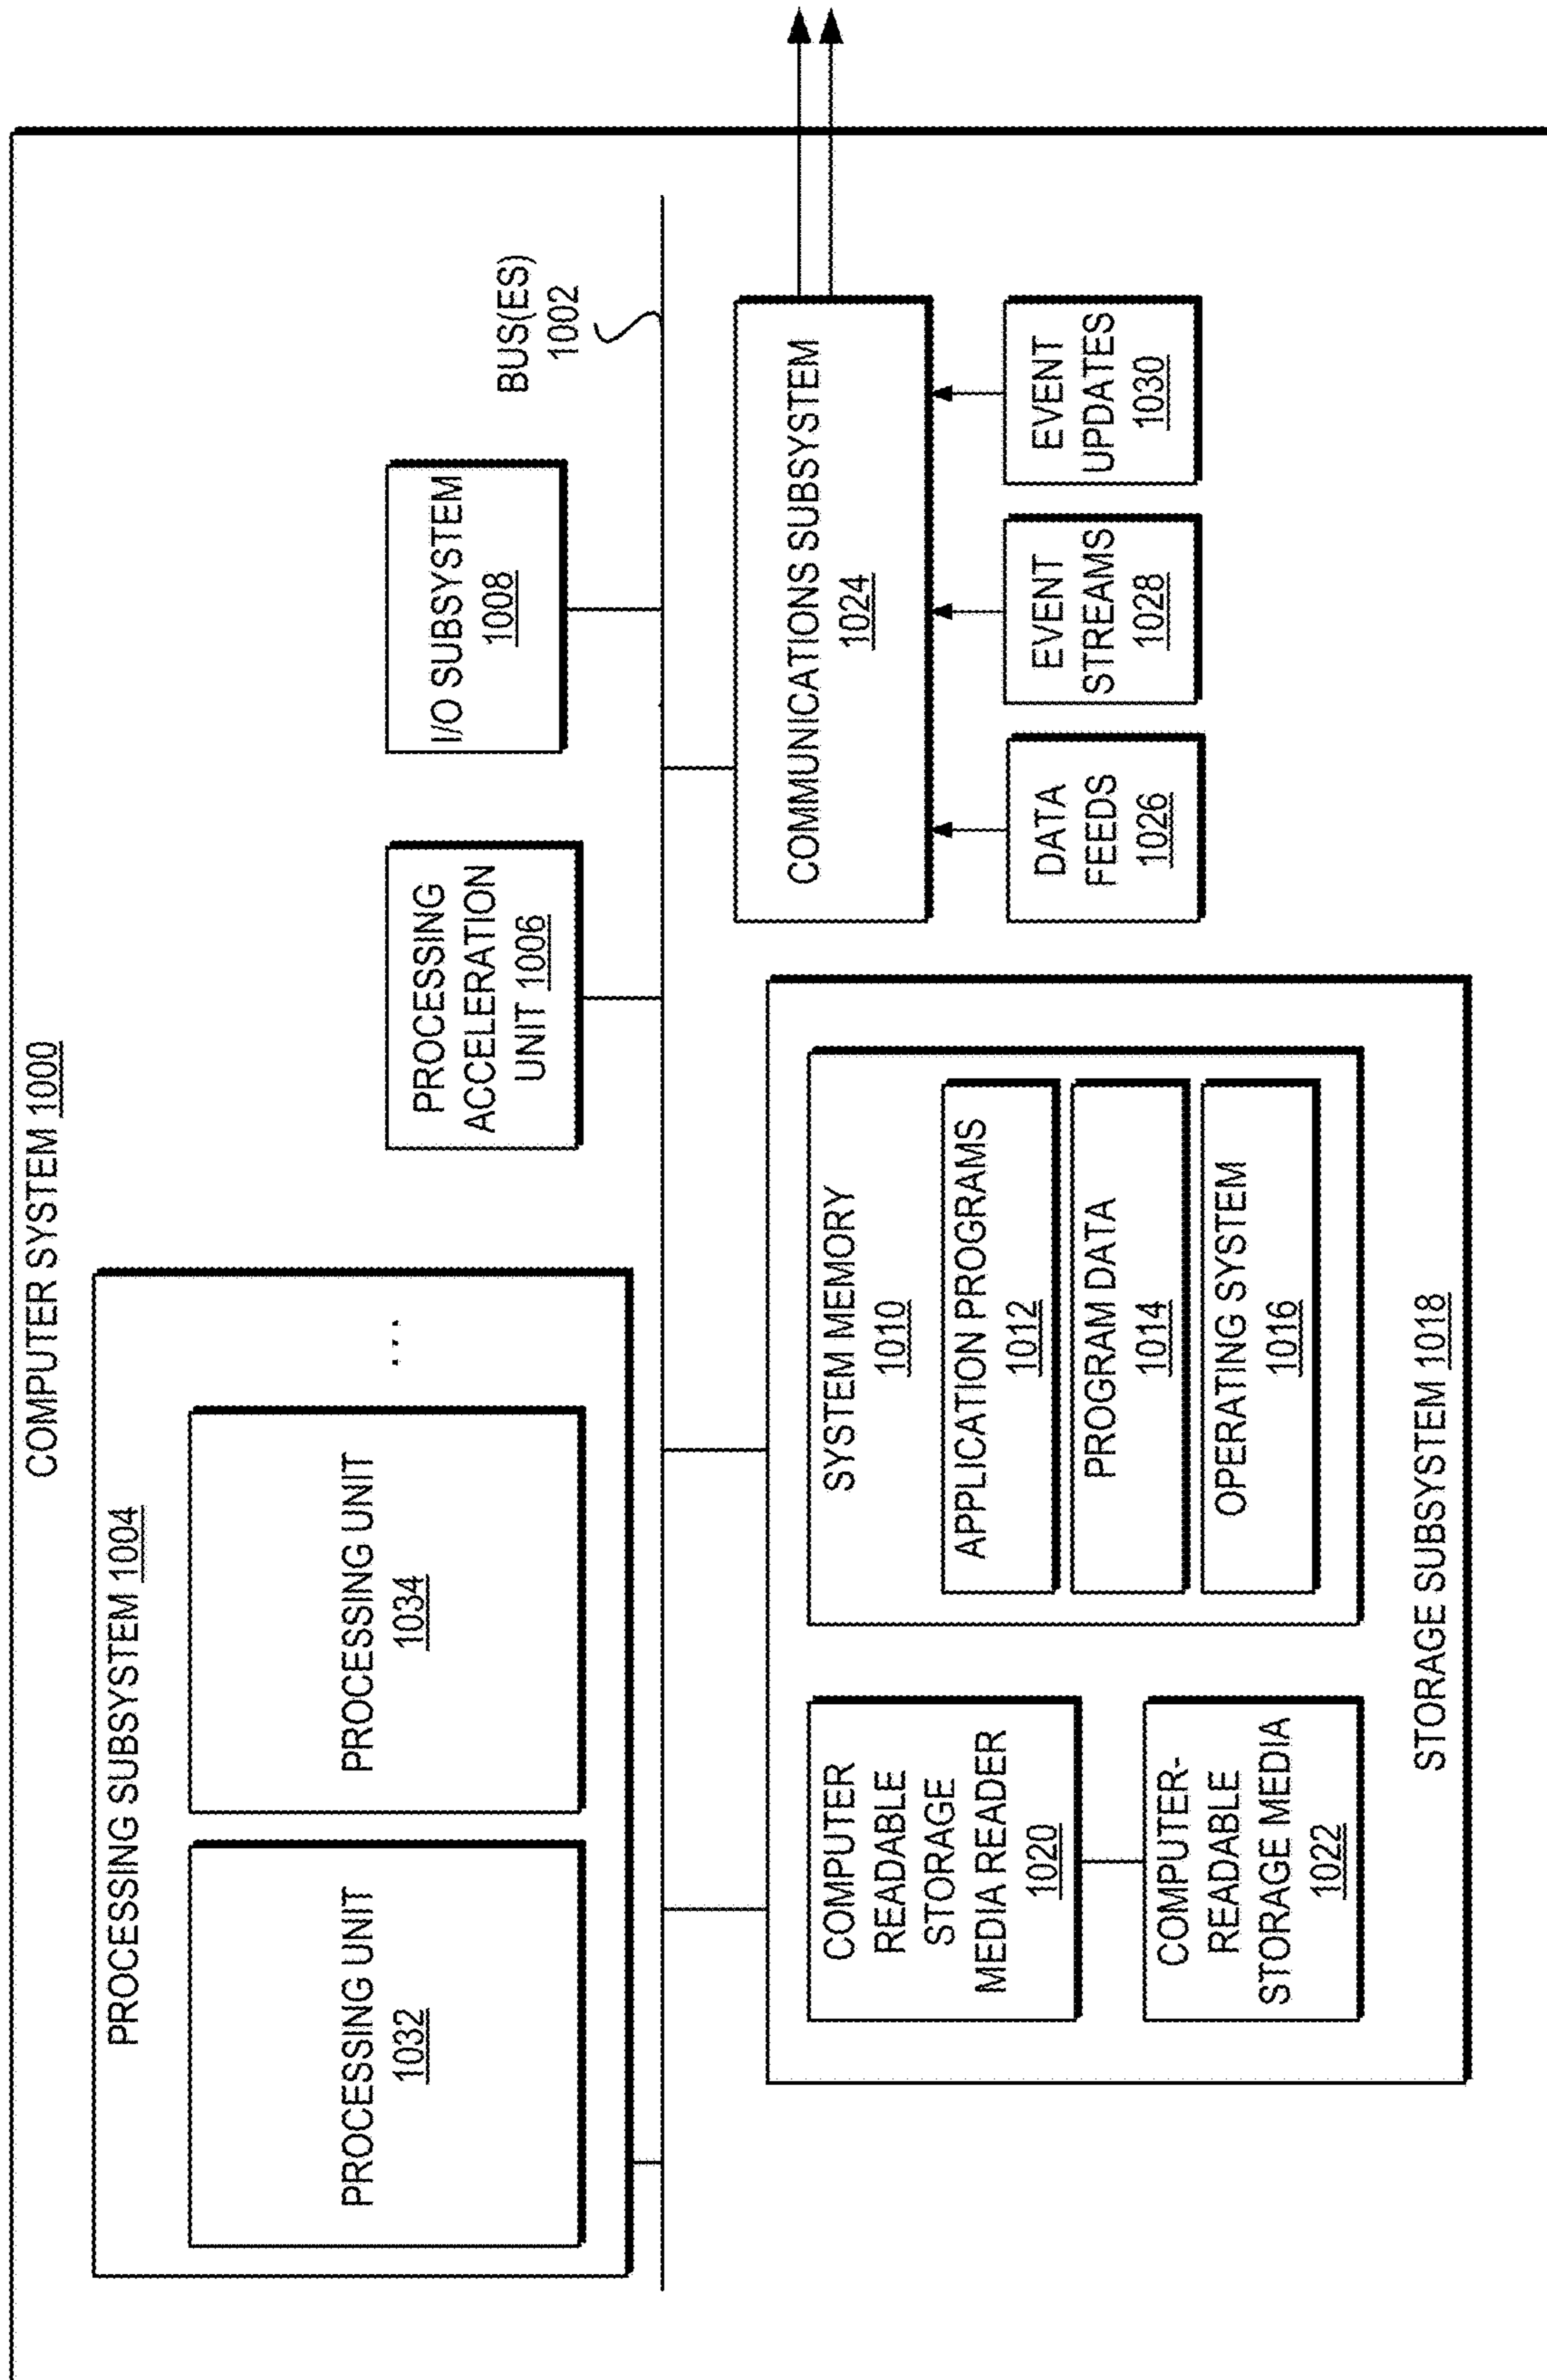 COMPUTER SYSTEM 1000
PROCESSING SUBSYSTEM 1004
PROCESSING UNIT
1032
PROCESSING UNIT
1034
...
PROCESSING
ACCELERATION
UNIT 1006
I/O SUBSYSTEM
1008
BUS(ES)
1002
COMPUTER
READABLE
STORAGE
MEDIA READER
1020
COMPUTER-
READABLE
STORAGE MEDIA
1022
SYSTEM MEMORY
1010
APPLICATION PROGRAMS
1012
PROGRAM DATA
1014
OPERATING SYSTEM
1016
STORAGE SUBSYSTEM 1018
COMMUNICATIONS SUBSYSTEM
1024
DATA
FEEDS
1026
EVENT
STREAMS
1028
EVENT
UPDATES
1030